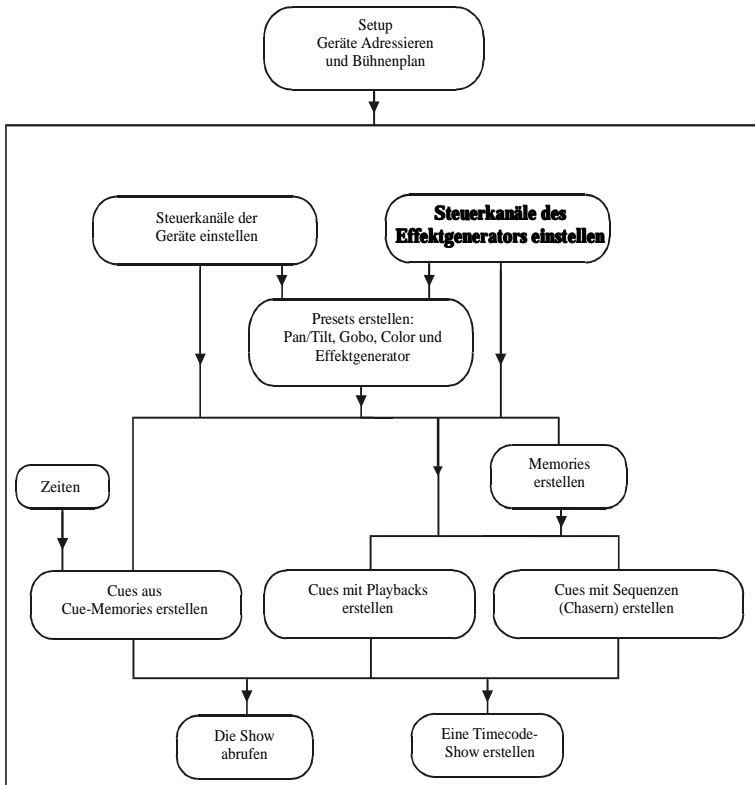 Setup
Geräte Adressieren
und Bühnenplan
Steuerkanäle der
Geräte einstellen
Steuerkanäle des
Effektgenerators einstellen
Presets erstellen:
Pan/Tilt, Gobo, Color und
Effektgenerator
Memories
erstellen
Zeiten
Cues aus
Cue-Memories erstellen
Cues mit Playbacks
erstellen
Cues mit Sequenzen
(Chasern) erstellen
Die Show
abrufen
Eine Timecode-
Show erstellen